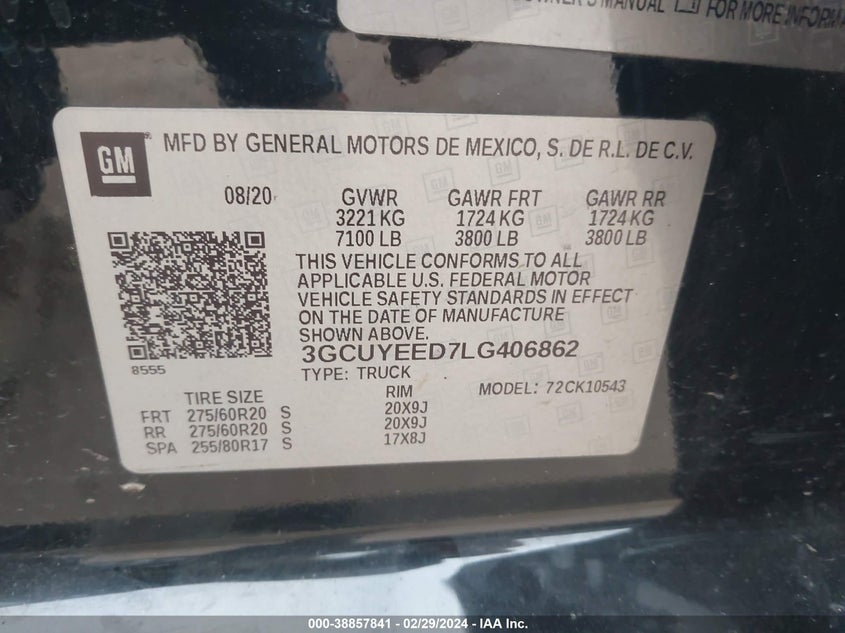 OWNER'S MANUAL FOR MORE INFORMA
GM
MFD BY GENERAL MOTORS DE MEXICO, S. DE R.L. DE C.V.
08/20 GVWR GAWR FRT GAWR RR
3221 KG 1724 KG 1724 KG
7100 LB 3800 LB 3800 LB
THIS VEHICLE CONFORMS TO ALL
APPLICABLE U.S. FEDERAL MOTOR
VEHICLE SAFETY STANDARDS IN EFFECT
ON THE DATE OF MANUFACTURE
SHOWN ABOVE.
3GCUYEED7LG406862
8555
TYPE: TRUCK MODEL: 72CK10543
TIRE SIZE RIM
FRT 275/60R20 S 20X9J
RR 275/60R20 S 20X9J
SPA 255/80R17 S 17X8J
000-38857841 - 02/29/2024 - IAA Inc.